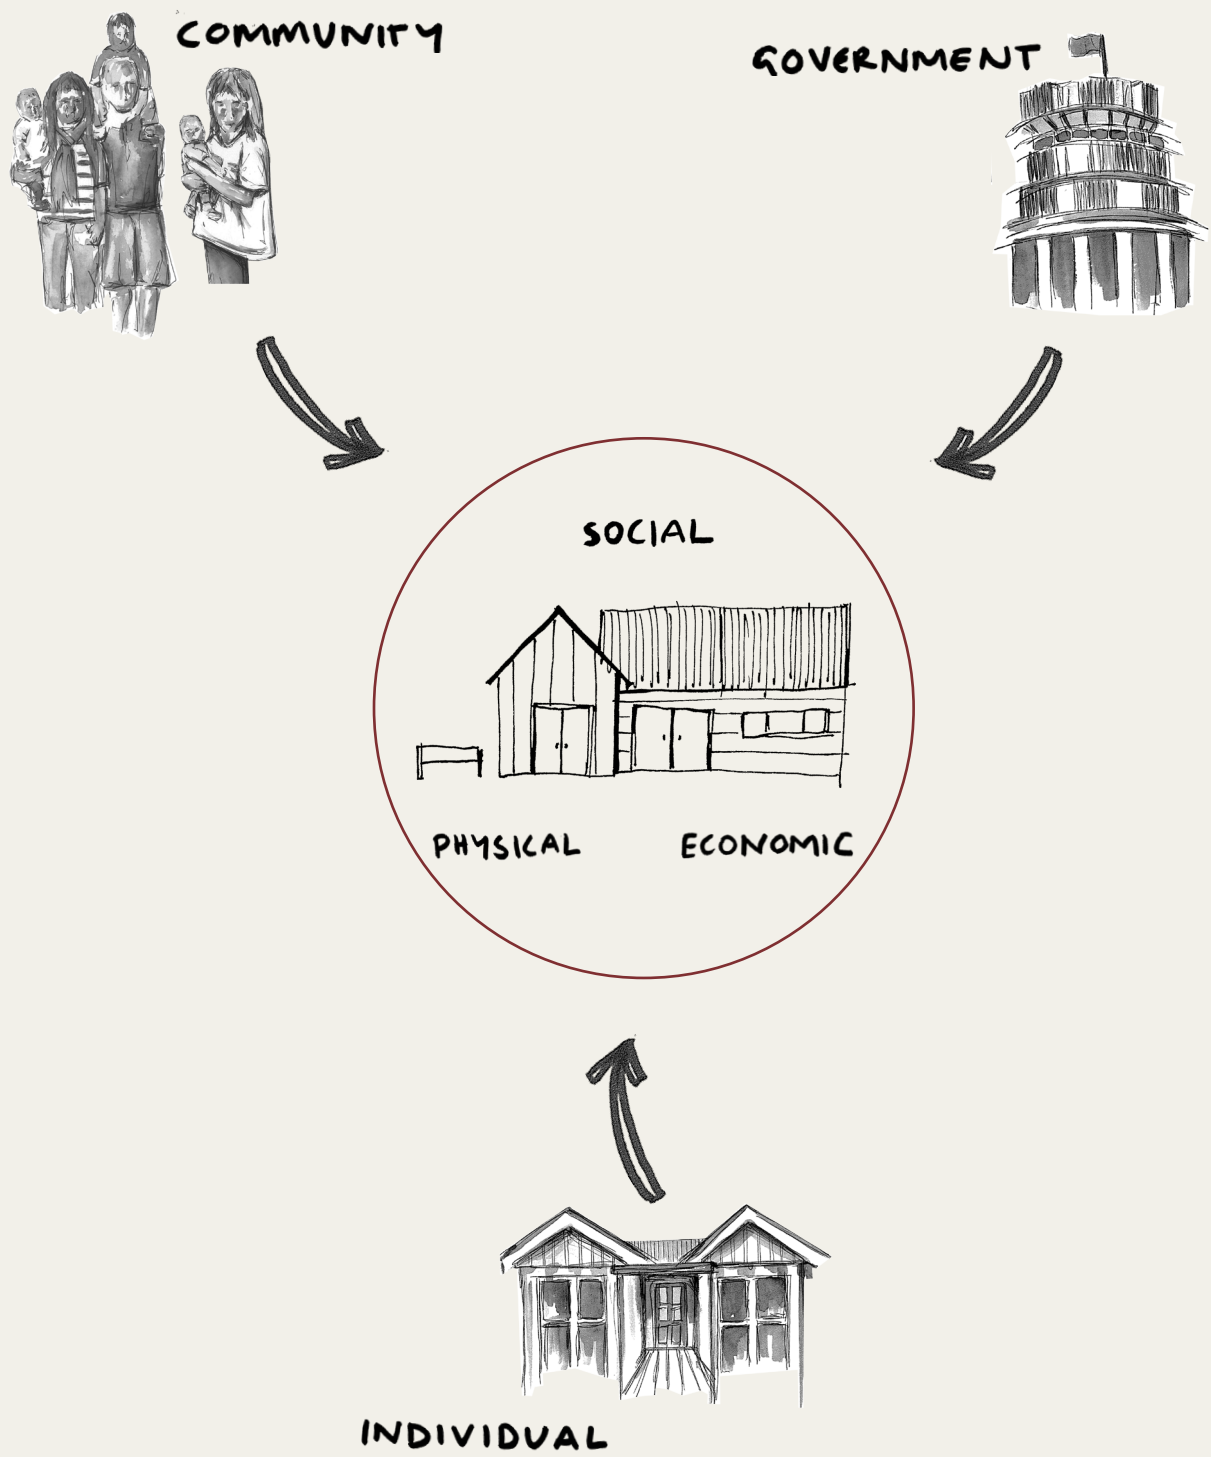 COMMUNITY
GOVERNMENT
SOCIAL
PHYSICAL
ECONOMIC
INDIVIDUAL